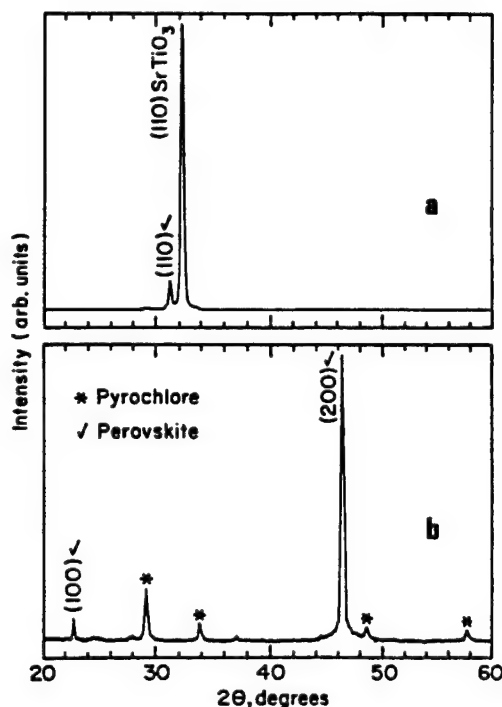 Intensity (arb. units)
(110) SrTiO3
(110)✓
a
* Pyrochlore
✓ Perovskite
(200)✓
b
(100)✓
*
*
*
*
20 30 40 50 60
2θ, degrees